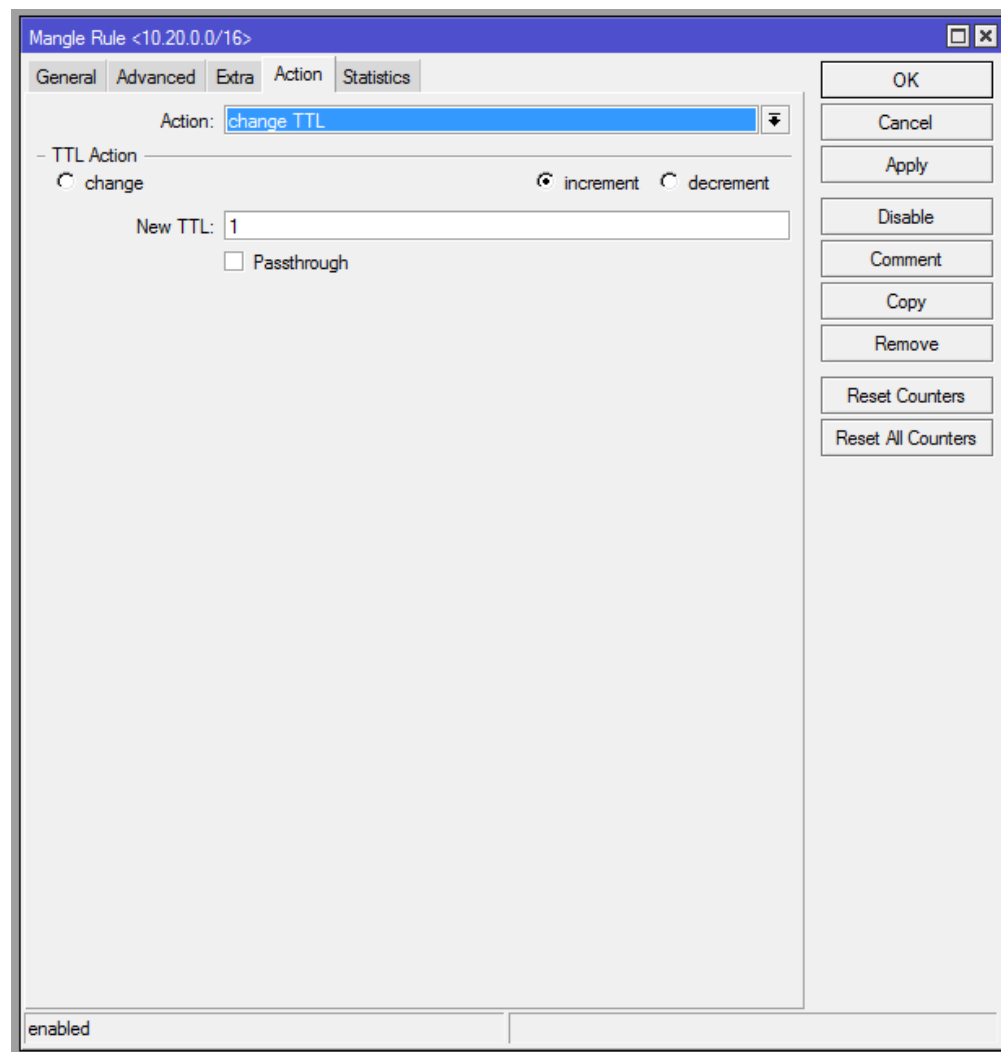 Mangle Rule <10.20.0.0/16>
General Advanced Extra Action Statistics
OK
Action: change TTL
Cancel
TTL Action
Apply
change increment decrement
New TTL: 1
Disable
Passthrough
Comment
Copy
Remove
Reset Counters
Reset All Counters
enabled